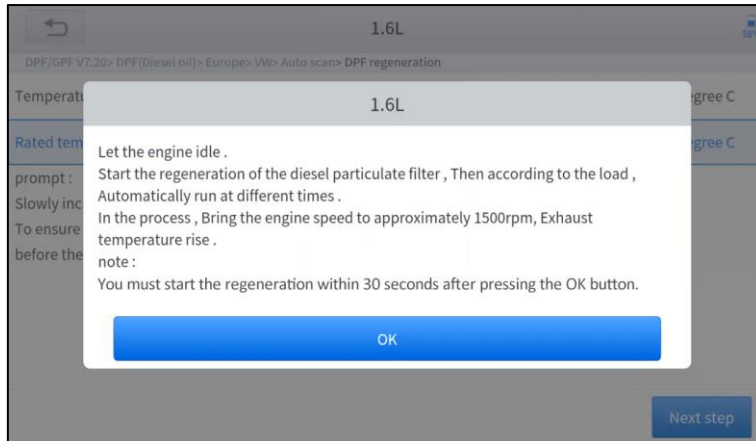 1.6L
58%
DPF/GPF V7.20> DPF(Diesel oil)> Europe> VW> Auto scan> DPF regeneration
Temperatu
egree C
1.6L
Rated tem
egree C
Let the engine idle .
Start the regeneration of the diesel particulate filter , Then according to the load ,
Automatically run at different times .
In the process , Bring the engine speed to approximately 1500rpm, Exhaust
temperature rise .
note :
You must start the regeneration within 30 seconds after pressing the OK button.
OK
prompt :
Slowly inc
To ensure
before the
Next step